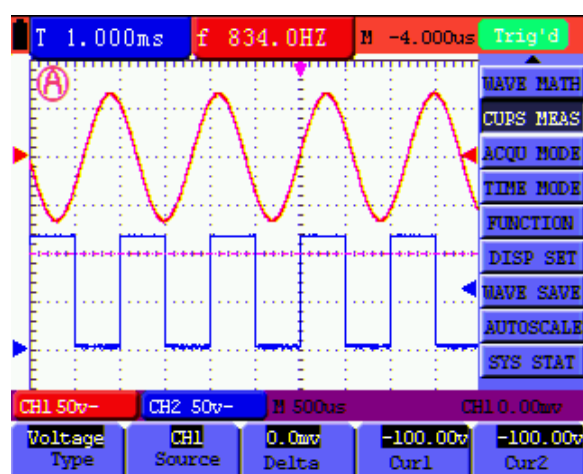 T 1.000ms f 834.0HZ M -4.000us Trig'd
A
WAVE MATH
CURS MEAS
ACQU MODE
TIME MODE
FUNCTION
DISP SET
WAVE SAVE
AUTOSCALE
SYS STAT
CH1 50v- CH2 50v- M 500us CH1 0.00mv
Voltage CH1 0.0mv -100.00v -100.00v
Type Source Delta Cur1 Cur2